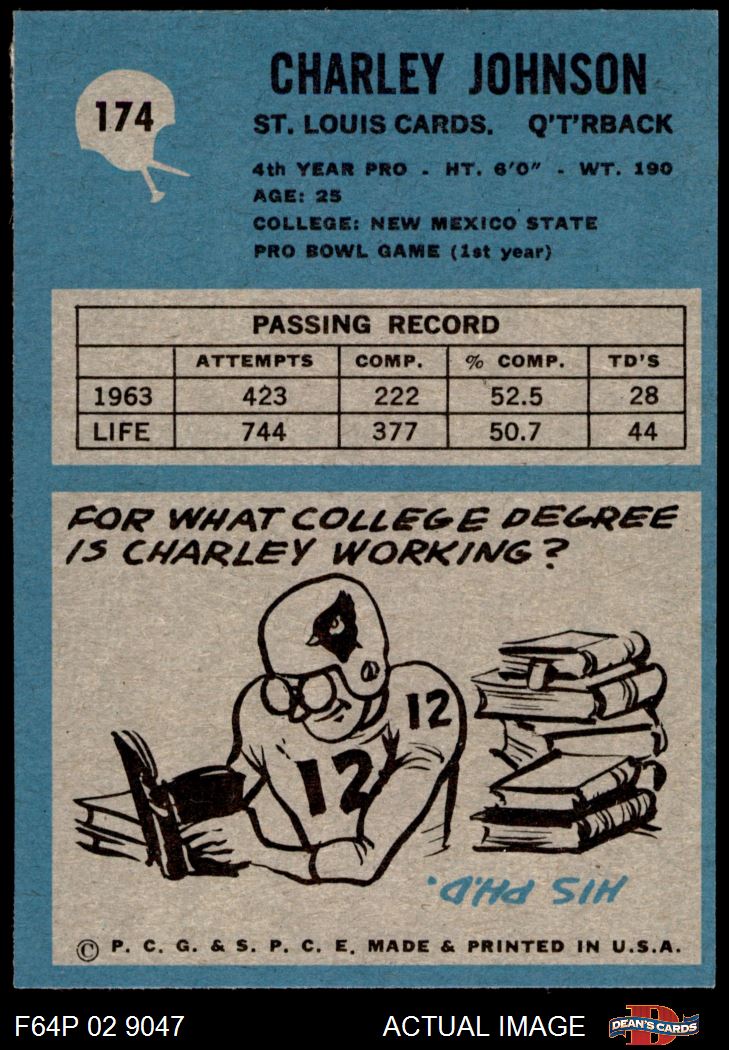 174
CHARLEY JOHNSON
ST. LOUIS CARDS. Q'T'RBACK
4th YEAR PRO - HT. 6'0" - WT. 190
AGE: 25
COLLEGE: NEW MEXICO STATE
PRO BOWL GAME (1st year)
PASSING RECORD
ATTEMPTS COMP. % COMP. TD'S
1963 423 222 52.5 28
LIFE 744 377 50.7 44
FOR WHAT COLLEGE DEGREE
IS CHARLEY WORKING?
12
12
HIS PH.D.
© P. C. G. & S. P. C. E. MADE & PRINTED IN U.S.A.
F64P 02 9047 ACTUAL IMAGE D DEAN'S CARDS